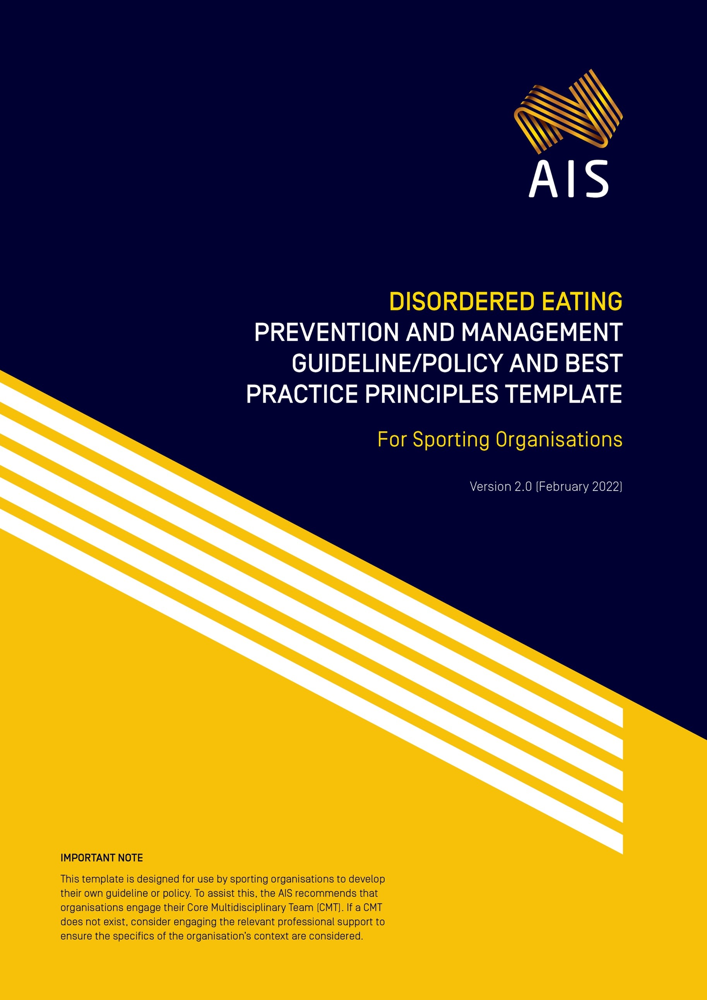 AIS
DISORDERED EATING
PREVENTION AND MANAGEMENT
GUIDELINE/POLICY AND BEST
PRACTICE PRINCIPLES TEMPLATE
For Sporting Organisations
Version 2.0 (February 2022)
IMPORTANT NOTE
This template is designed for use by sporting organisations to develop
their own guideline or policy. To assist this, the AIS recommends that
organisations engage their Core Multidisciplinary Team (CMT). If a CMT
does not exist, consider engaging the relevant professional support to
ensure the specifics of the organisation's context are considered.